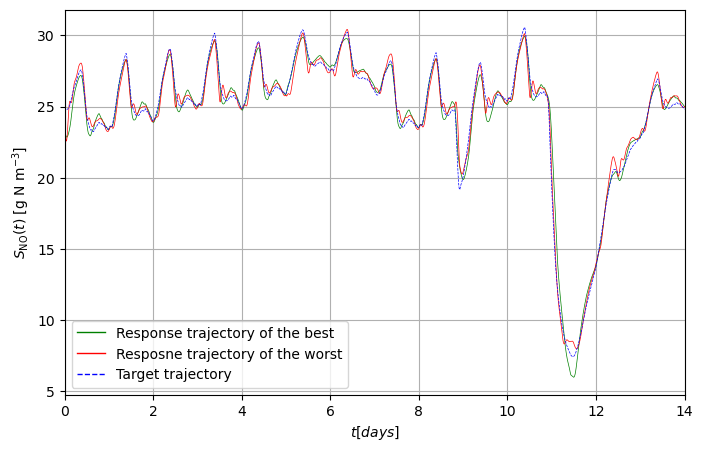 30
25
20
15
10
5
S_NO(t) [g N m⁻³]
Response trajectory of the best
Resposne trajectory of the worst
Target trajectory
0 2 4 6 8 10 12 14
t[days]